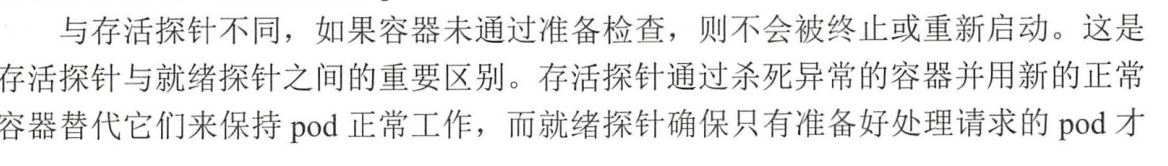 与存活探针不同，如果容器未通过准备检查，则不会被终止或重新启动。这是
存活探针与就绪探针之间的重要区别。存活探针通过杀死异常的容器并用新的正常
容器替代它们来保持 pod 正常工作，而就绪探针确保只有准备好处理请求的 pod 才